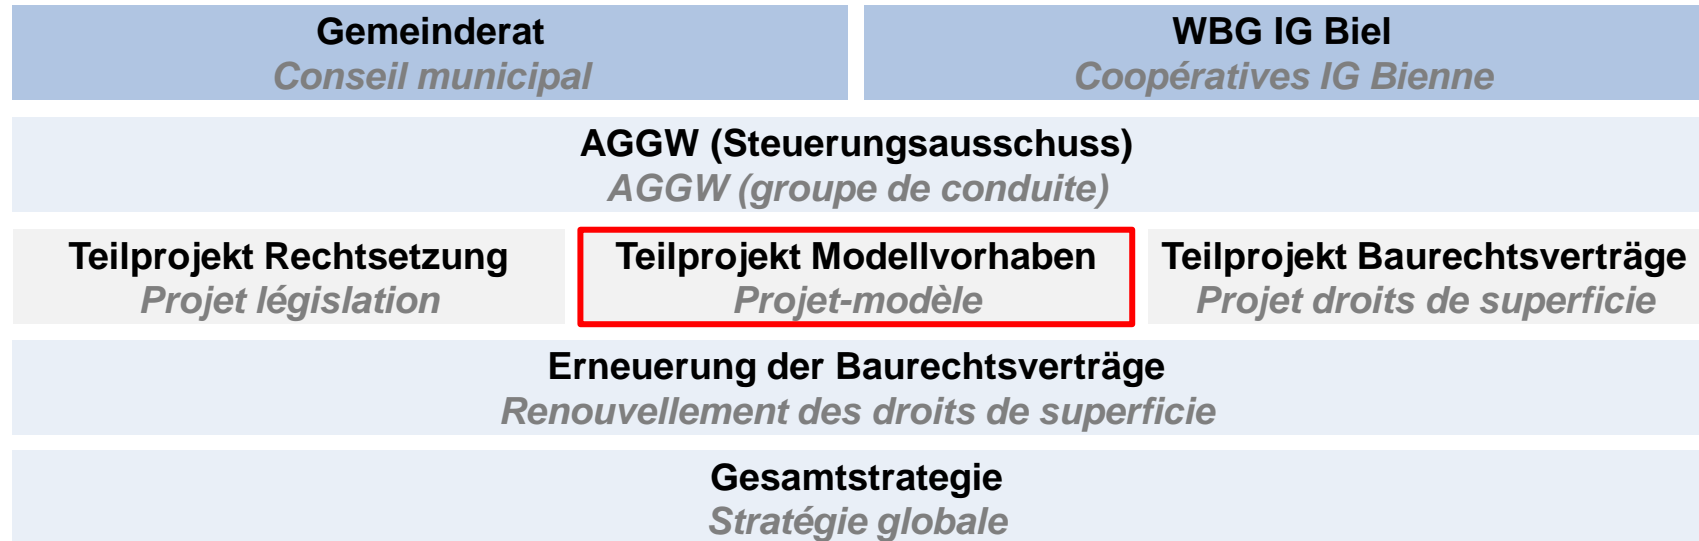 Gemeinderat
Conseil municipal
WBG IG Biel
Coopératives IG Bienne
AGGW (Steuerungsausschuss)
AGGW (groupe de conduite)
Teilprojekt Rechtsetzung
Projet législation
Teilprojekt Modellvorhaben
Projet-modèle
Teilprojekt Baurechtsverträge
Projet droits de superficie
Erneuerung der Baurechtsverträge
Renouvellement des droits de superficie
Gesamtstrategie
Stratégie globale